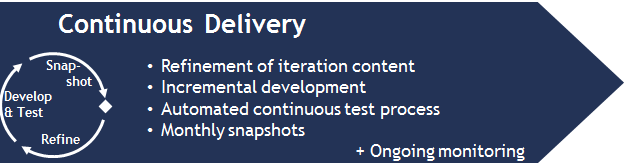 Continuous Delivery
Snap-
shot
Develop
& Test
Refine
• Refinement of iteration content
• Incremental development
• Automated continuous test process
• Monthly snapshots
+ Ongoing monitoring